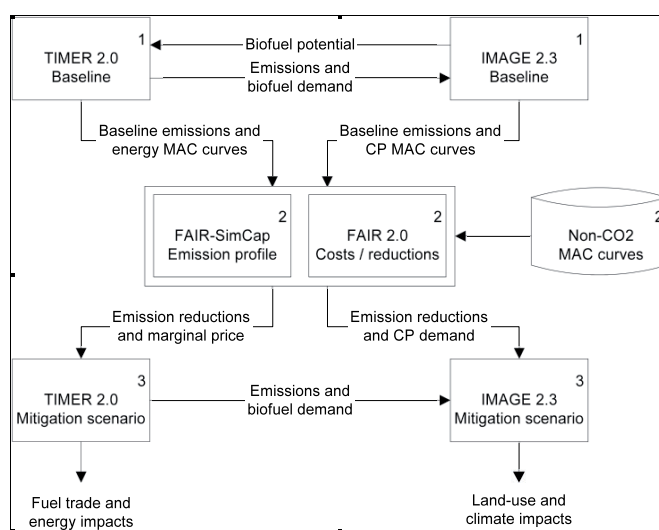 1
TIMER 2.0
Baseline
Biofuel potential
Emissions and
biofuel demand
1
IMAGE 2.3
Baseline
Baseline emissions and
energy MAC curves
Baseline emissions and
CP MAC curves
2
FAIR-SimCap
Emission profile
2
FAIR 2.0
Costs / reductions
2
Non-CO2
MAC curves
Emission reductions
and marginal price
Emission reductions
and CP demand
3
TIMER 2.0
Mitigation scenario
Emissions and
biofuel demand
3
IMAGE 2.3
Mitigation scenario
Fuel trade and
energy impacts
Land-use and
climate impacts